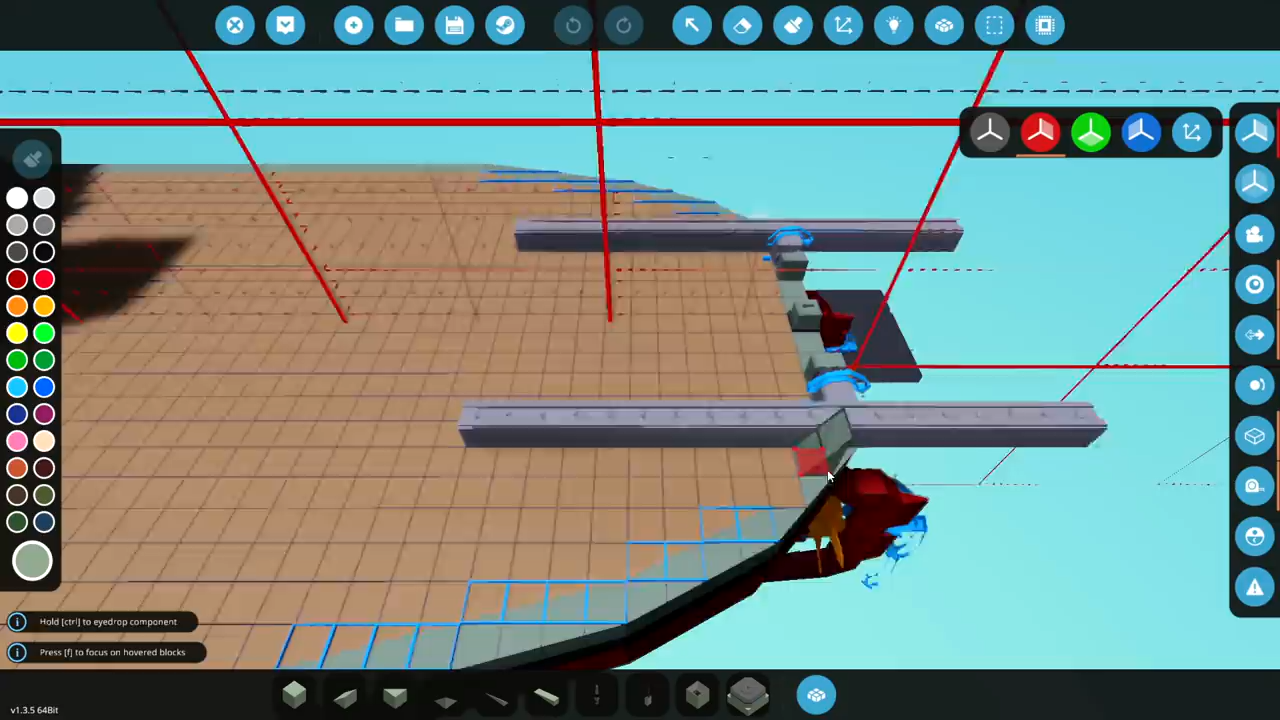 Hold [ctrl] to eyedrop component
Press [f] to focus on hovered blocks
v1.3.5 64Bit